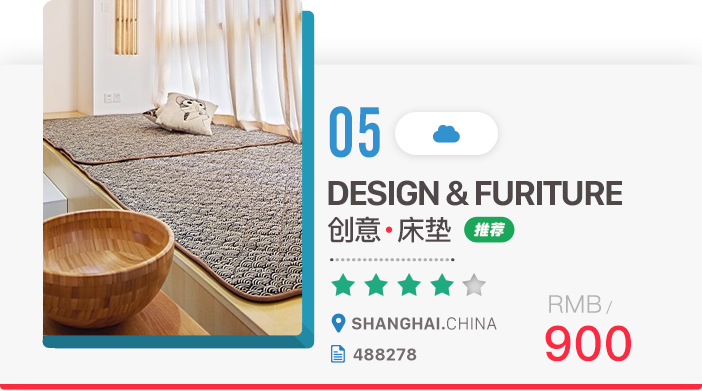 05
DESIGN & FURITURE
创意•床垫 推荐
SHANGHAI.CHINA
488278
RMB /
900